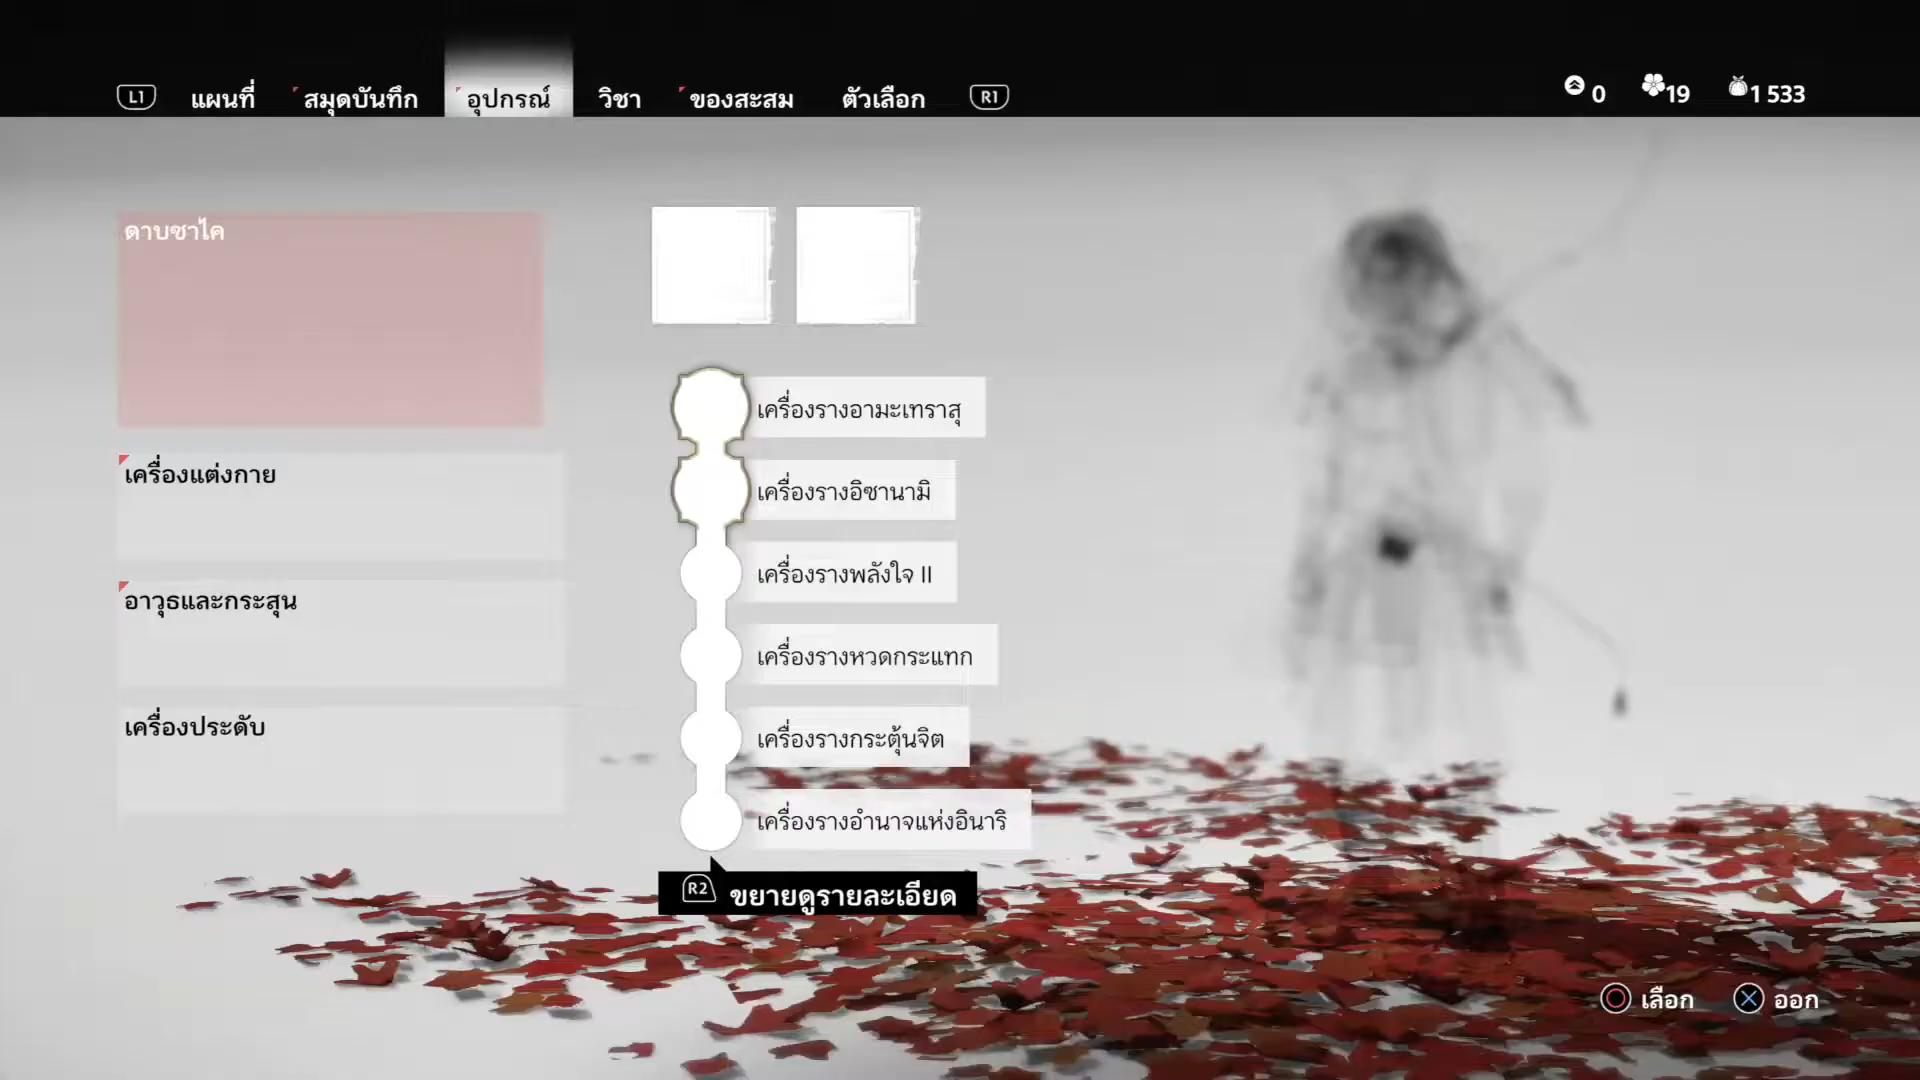 L1 แผนที่ สมุดบันทึก อุปกรณ์ วิชา ของสะสม ตัวเลือก R1 0 19 1 533
ดาบซาไค
เครื่องแต่งกาย
อาวุธและกระสุน
เครื่องประดับ
เครื่องรางอามะเทราสุ
เครื่องรางอิซานามิ
เครื่องรางพลังใจ II
เครื่องรางหวดกระแทก
เครื่องรางกระตุ้นจิต
เครื่องรางอำนาจแห่งอินาริ
R2 ขยายดูรายละเอียด
เลือก ออก